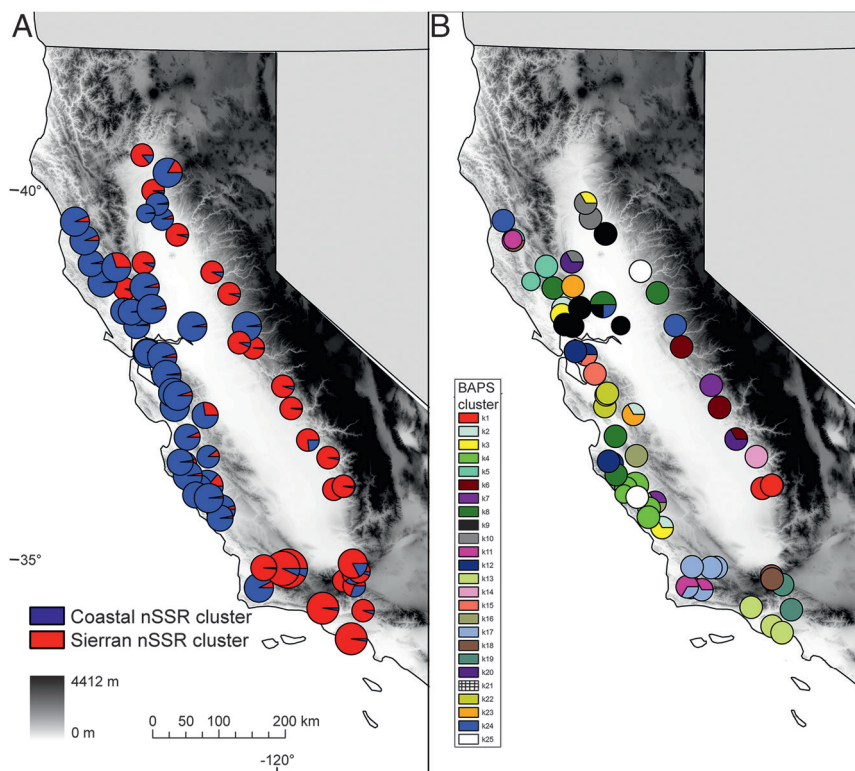 A
B
40°
35°
Coastal nSSR cluster
Sierran nSSR cluster
4412 m
0 m
0 50 100 200 km
-120°
BAPS
cluster
k1
k2
k3
k4
k5
k6
k7
k8
k9
k10
k11
k12
k13
k14
k15
k16
k17
k18
k19
k20
k21
k22
k23
k24
k25